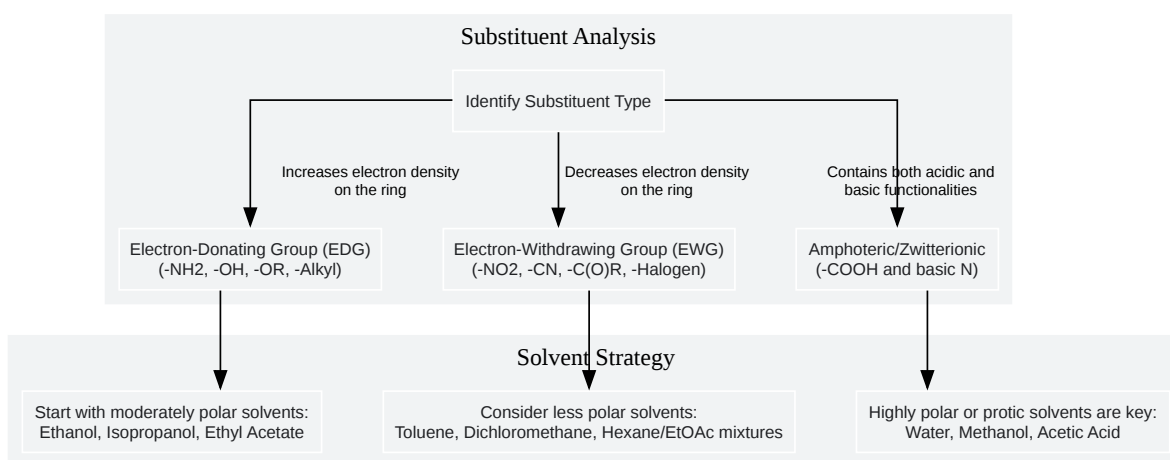 Substituent Analysis
Identify Substituent Type
Increases electron density
on the ring
Decreases electron density
on the ring
Contains both acidic and
basic functionalities
Electron-Donating Group (EDG)
(-NH2, -OH, -OR, -Alkyl)
Electron-Withdrawing Group (EWG)
(-NO2, -CN, -C(O)R, -Halogen)
Amphoteric/Zwitterionic
(-COOH and basic N)
Solvent Strategy
Start with moderately polar solvents:
Ethanol, Isopropanol, Ethyl Acetate
Consider less polar solvents:
Toluene, Dichloromethane, Hexane/EtOAc mixtures
Highly polar or protic solvents are key:
Water, Methanol, Acetic Acid